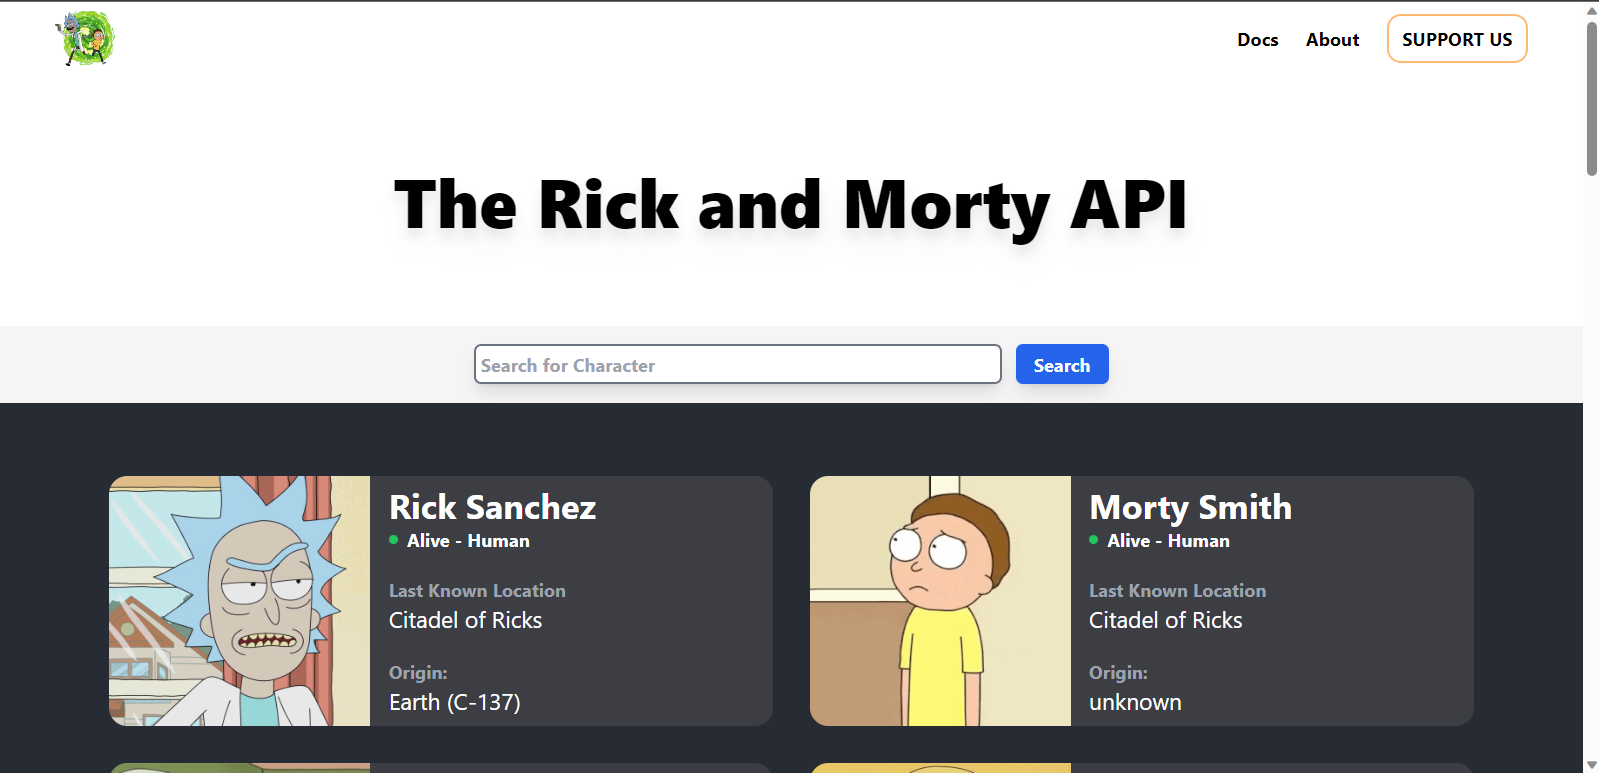 Docs
About
SUPPORT US
The Rick and Morty API
Search for Character
Search
Rick Sanchez
Alive - Human
Last Known Location
Citadel of Ricks
Origin:
Earth (C-137)
Morty Smith
Alive - Human
Last Known Location
Citadel of Ricks
Origin:
unknown